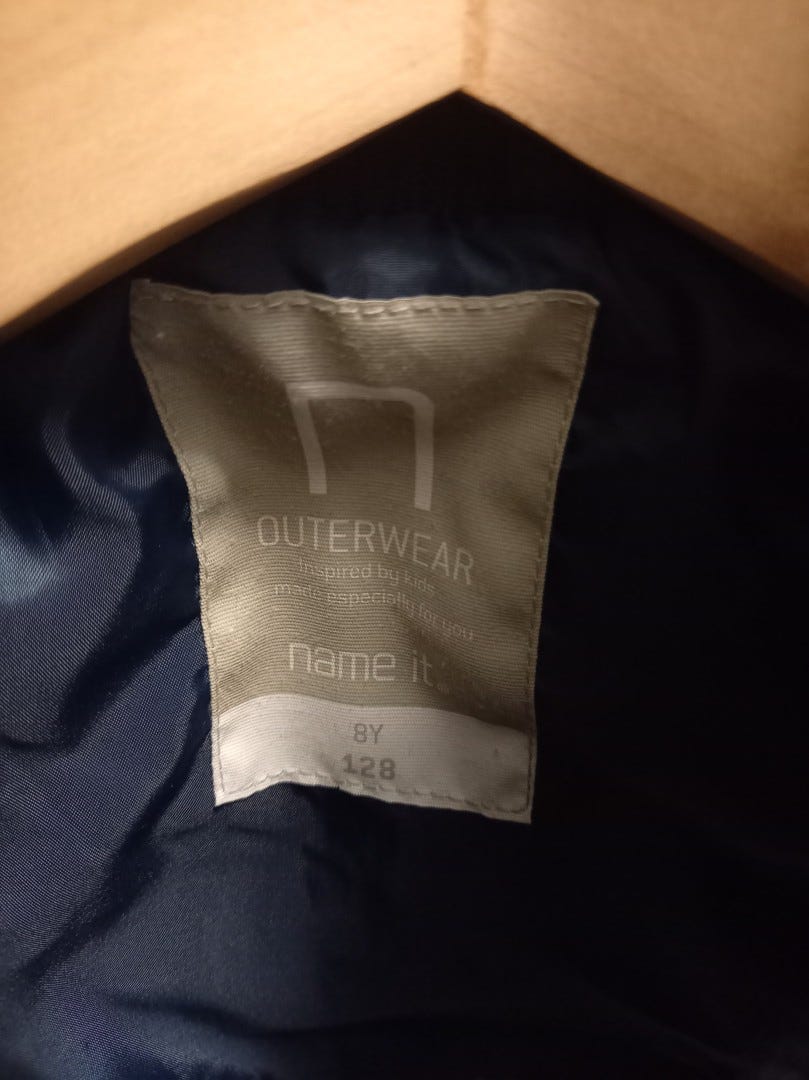 n
OUTERWEAR
Inspired by kids
made especially for you
name it.
8Y
128